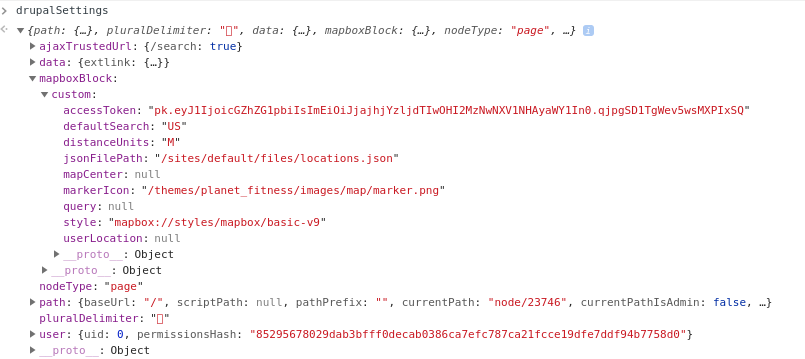 drupalSettings
{path: {…}, pluralDelimiter: "", data: {…}, mapboxBlock: {…}, nodeType: "page", …} i
ajaxTrustedUrl: {/search: true}
data: {extlink: {…}}
mapboxBlock:
custom:
accessToken: "pk.eyJ1IjoicGZhZG1pbiIsImEiOiJjajhjYzljdTIwOHI2MzNwNXV1NHAyaWY1In0.qjpgSD1TgWev5wsMXPIxSQ"
defaultSearch: "US"
distanceUnits: "M"
jsonFilePath: "/sites/default/files/locations.json"
mapCenter: null
markerIcon: "/themes/planet_fitness/images/map/marker.png"
query: null
style: "mapbox://styles/mapbox/basic-v9"
userLocation: null
__proto__: Object
__proto__: Object
nodeType: "page"
path: {baseUrl: "/", scriptPath: null, pathPrefix: "", currentPath: "node/23746", currentPathIsAdmin: false, …}
pluralDelimiter: ""
user: {uid: 0, permissionsHash: "85295678029dab3bfff0decab0386ca7efc787ca21fcce19dfe7ddf94b7758d0"}
__proto__: Object